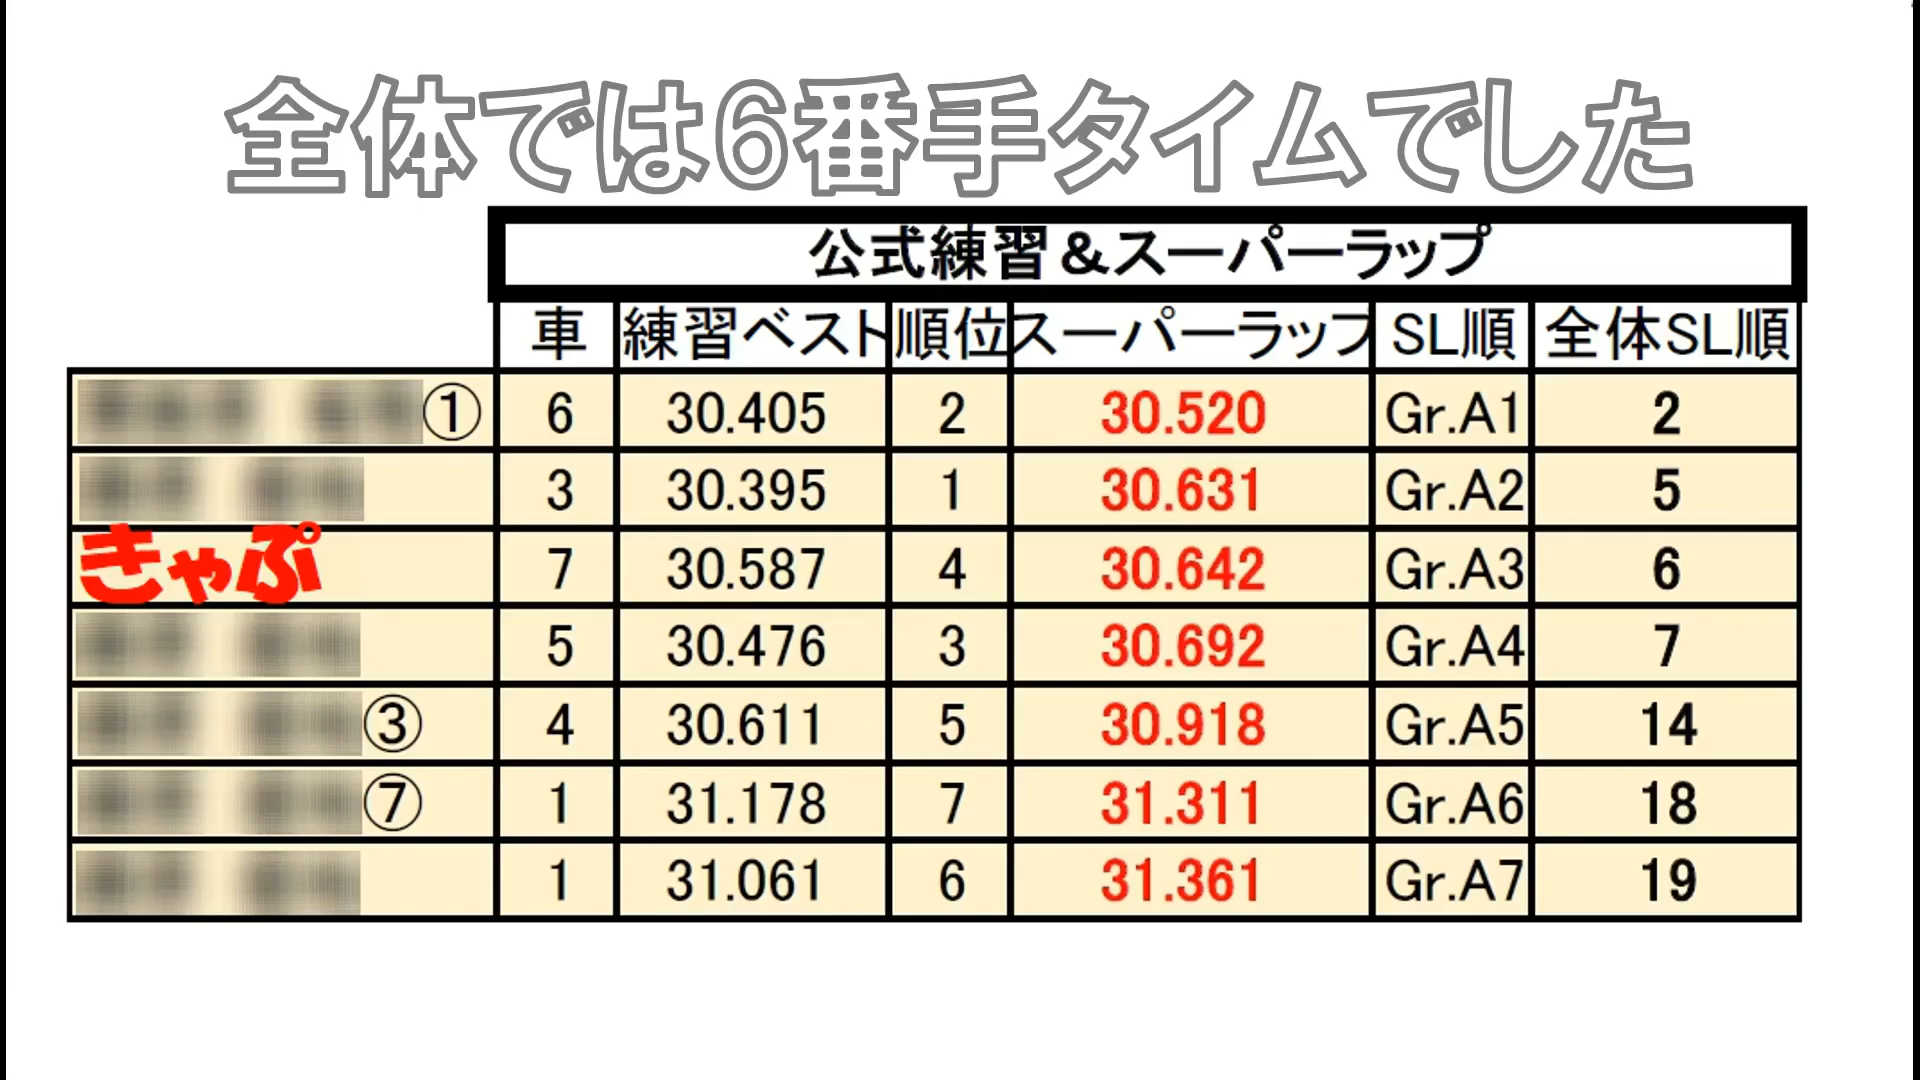 全体では6番手タイムでした
公式練習＆スーパーラップ
車 練習ベスト 順位 スーパーラップ SL順 全体SL順
① 6 30.405 2 30.520 Gr.A1 2
3 30.395 1 30.631 Gr.A2 5
きゃぷ 7 30.587 4 30.642 Gr.A3 6
5 30.476 3 30.692 Gr.A4 7
③ 4 30.611 5 30.918 Gr.A5 14
⑦ 1 31.178 7 31.311 Gr.A6 18
1 31.061 6 31.361 Gr.A7 19